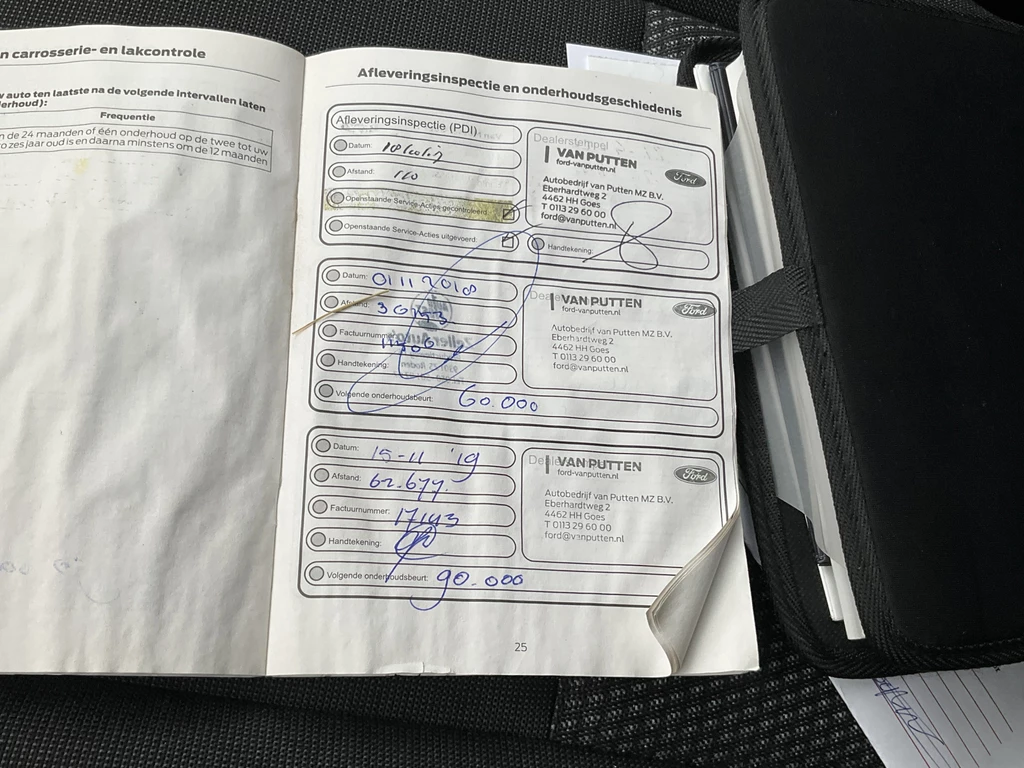 n carrosserie- en lakcontrole
w auto ten laatste na de volgende intervallen laten
derhoud):
Frequentie
n de 24 maanden of één onderhoud op de twee tot uw
o zes jaar oud is en daarna minstens om de 12 maanden
Afleveringsinspectie en onderhoudsgeschiedenis
Afleveringsinspectie (PDI)
Datum:
Afstand: 110
Openstaande Service-Acties gecontroleerd:
Openstaande Service-Acties uitgevoerd:
Dealerstempel
VAN PUTTEN
ford-vanputten.nl
Ford
Autobedrijf van Putten MZ B.V.
Eberhardtweg 2
4462 HH Goes
T 0113 29 60 00
ford@vanputten.nl
Handtekening:
Datum: 01 11 2018
Afstand:
Factuurnummer:
Handtekening:
Volgende onderhoudsbeurt: 60.000
Deale
VAN PUTTEN
ford-vanputten.nl
Ford
Autobedrijf van Putten MZ B.V.
Eberhardtweg 2
4462 HH Goes
T 0113 29 60 00
ford@vanputten.nl
Datum: 15-11 '19
Afstand: 62.677.
Factuurnummer: 17143
Handtekening:
Volgende onderhoudsbeurt: 90.000
Deale
VAN PUTTEN
ford-vanputten.nl
Ford
Autobedrijf van Putten MZ B.V.
Eberhardtweg 2
4462 HH Goes
T 0113 29 60 00
ford@vanputten.nl
25